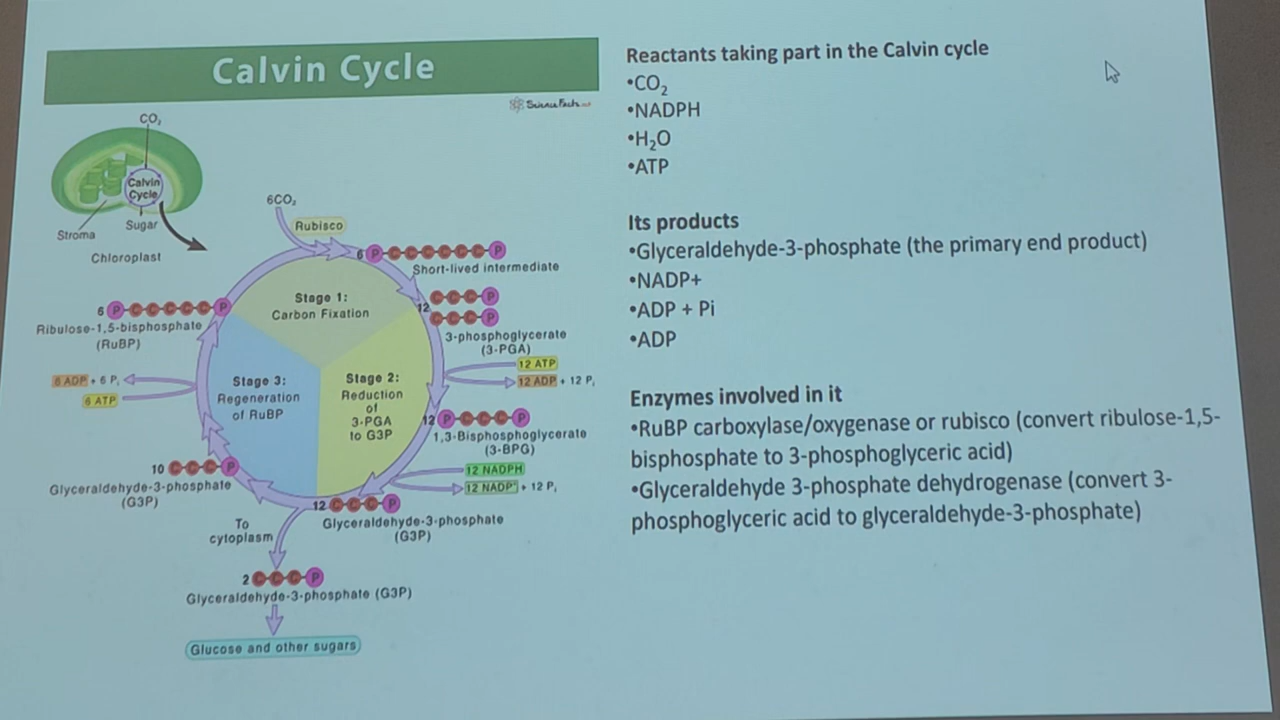 Calvin Cycle
ScienceFacts.net
CO₂
Calvin
Cycle
Stroma
Sugar
Chloroplast
6CO₂
Rubisco
6 P C C C C C C P
Short-lived intermediate
Stage 1:
Carbon Fixation
12
C C C P
C C C P
3-phosphoglycerate
(3-PGA)
6 P C C C C C P
Ribulose-1,5-bisphosphate
(RuBP)
12 ATP
12 ADP + 12 Pᵢ
6 ADP + 6 Pᵢ
6 ATP
Stage 3:
Regeneration
of RuBP
Stage 2:
Reduction
of
3-PGA
to G3P
12 P C C C P
1,3-Bisphosphoglycerate
(3-BPG)
12 NADPH
12 NADP⁺ + 12 Pᵢ
10 C C C P
Glyceraldehyde-3-phosphate
(G3P)
12 C C C P
Glyceraldehyde-3-phosphate
(G3P)
To
cytoplasm
2 C C C P
Glyceraldehyde-3-phosphate (G3P)
Glucose and other sugars
Reactants taking part in the Calvin cycle
•CO₂
•NADPH
•H₂O
•ATP
Its products
•Glyceraldehyde-3-phosphate (the primary end product)
•NADP+
•ADP + Pi
•ADP
Enzymes involved in it
•RuBP carboxylase/oxygenase or rubisco (convert ribulose-1,5-
bisphosphate to 3-phosphoglyceric acid)
•Glyceraldehyde 3-phosphate dehydrogenase (convert 3-
phosphoglyceric acid to glyceraldehyde-3-phosphate)